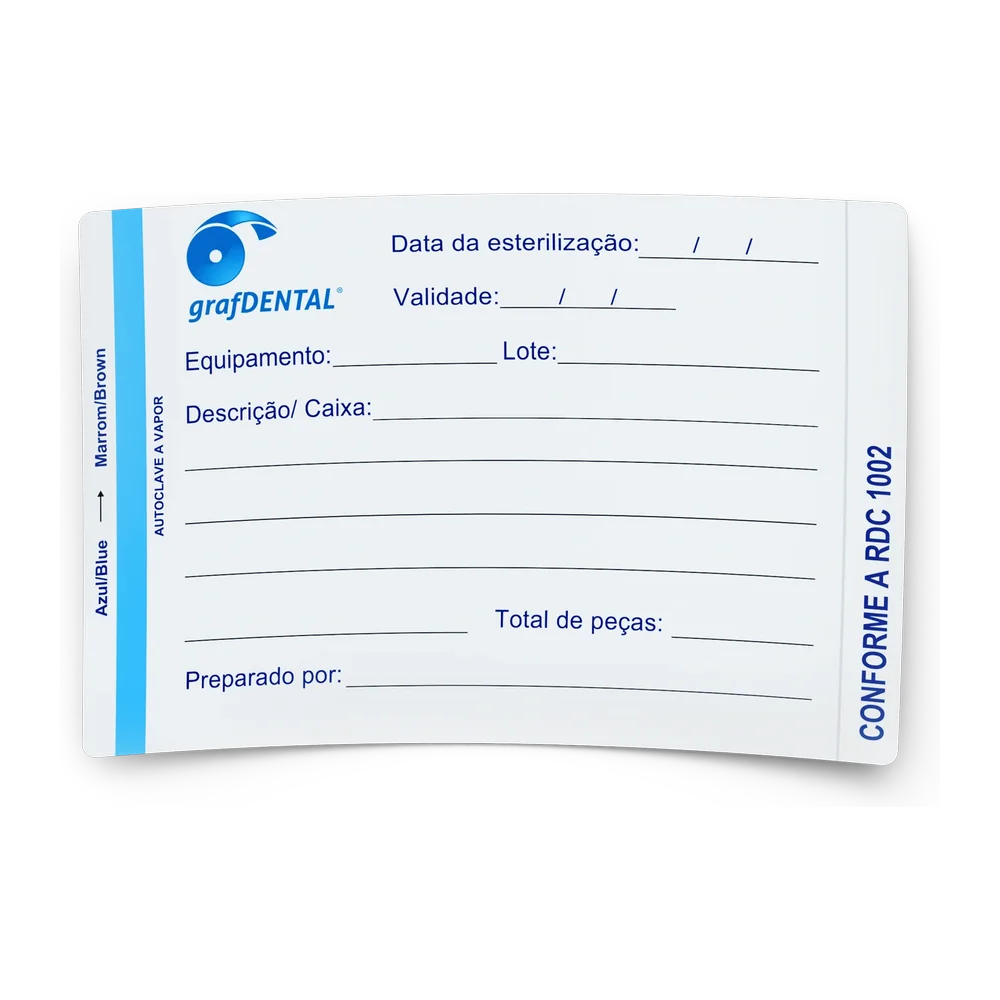 grafDENTAL®
Data da esterilização: / /
Validade: / /
Equipamento: Lote:
Descrição/ Caixa:
Total de peças:
Preparado por:
Azul/Blue → Marrom/Brown
AUTOCLAVE A VAPOR
CONFORME A RDC 1002